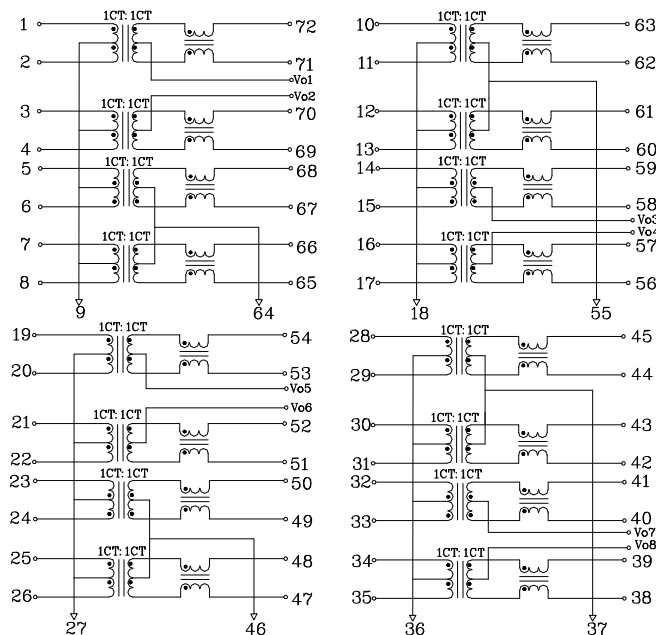 1CT: 1CT
1 72
2 71
Vo1
Vo2
3 70
1CT: 1CT
4 69
1CT: 1CT
5 68
6 67
7 66
1CT: 1CT
8 65
9 64
1CT: 1CT
10 63
11 62
12 61
1CT: 1CT
13 60
1CT: 1CT
14 59
15 58
Vo3
Vo4
16 57
1CT: 1CT
17 56
18 55
1CT: 1CT
19 54
20 53
Vo5
Vo6
1CT: 1CT
21 52
22 51
1CT: 1CT
23 50
24 49
1CT: 1CT
25 48
26 47
27 46
1CT: 1CT
28 45
29 44
1CT: 1CT
30 43
31 42
1CT: 1CT
32 41
33 40
Vo7
Vo8
1CT: 1CT
34 39
35 38
36 37